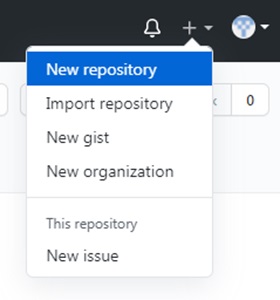 New repository
Import repository
0
New gist
New organization
This repository
New issue